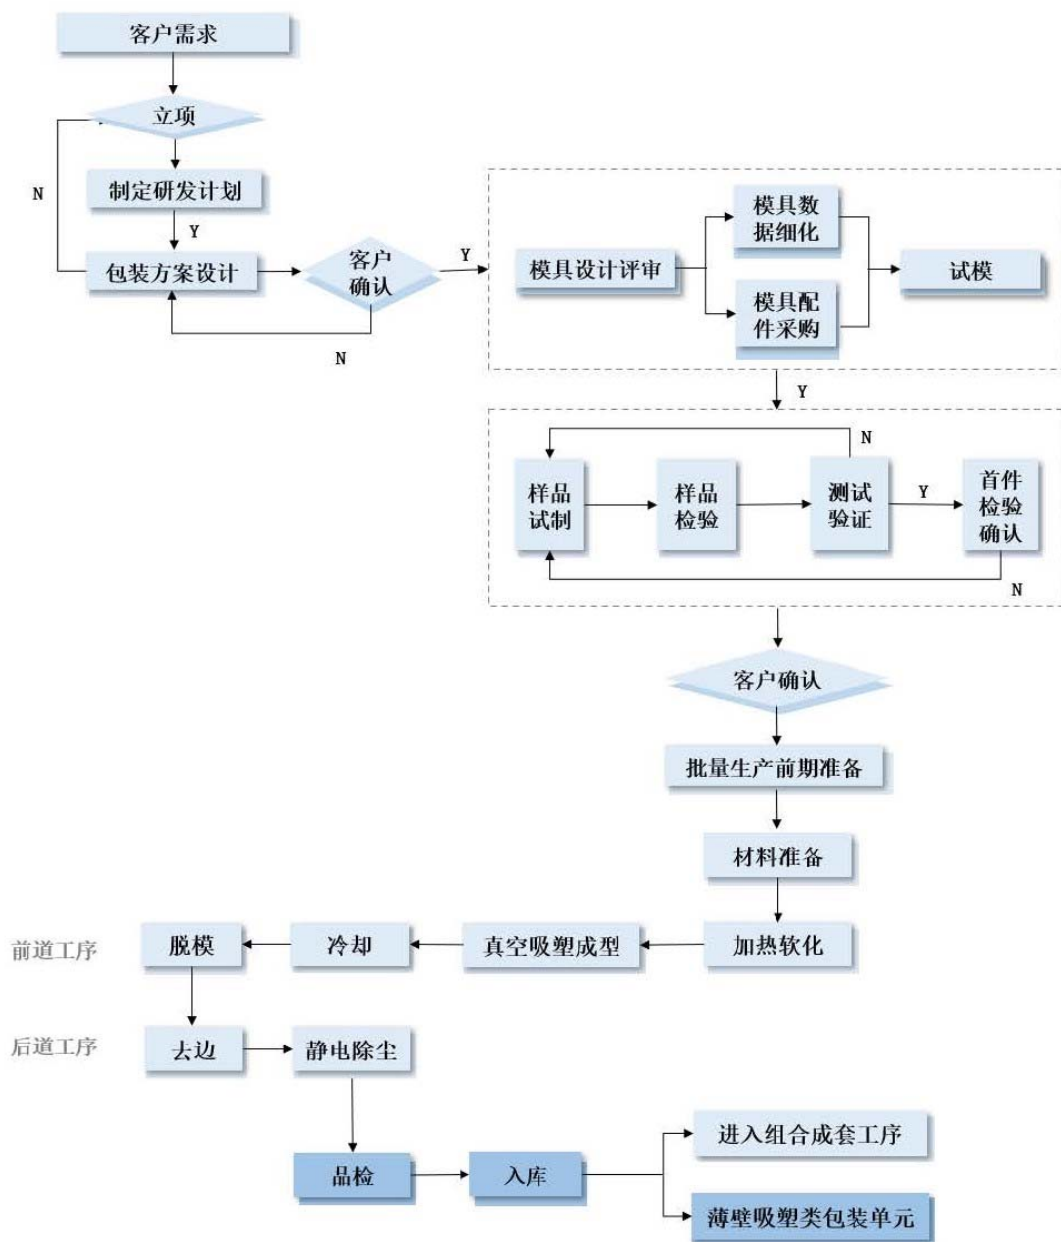 客户需求
立项
N
制定研发计划
Y
包装方案设计
客户
确认
Y
N
模具设计评审
模具数
据细化
模具配
件采购
试模
Y
N
样品
试制
样品
检验
测试
验证
Y
首件
检验
确认
N
客户确认
批量生产前期准备
材料准备
前道工序
脱模
冷却
真空吸塑成型
加热软化
后道工序
去边
静电除尘
品检
入库
进入组合成套工序
薄壁吸塑类包装单元